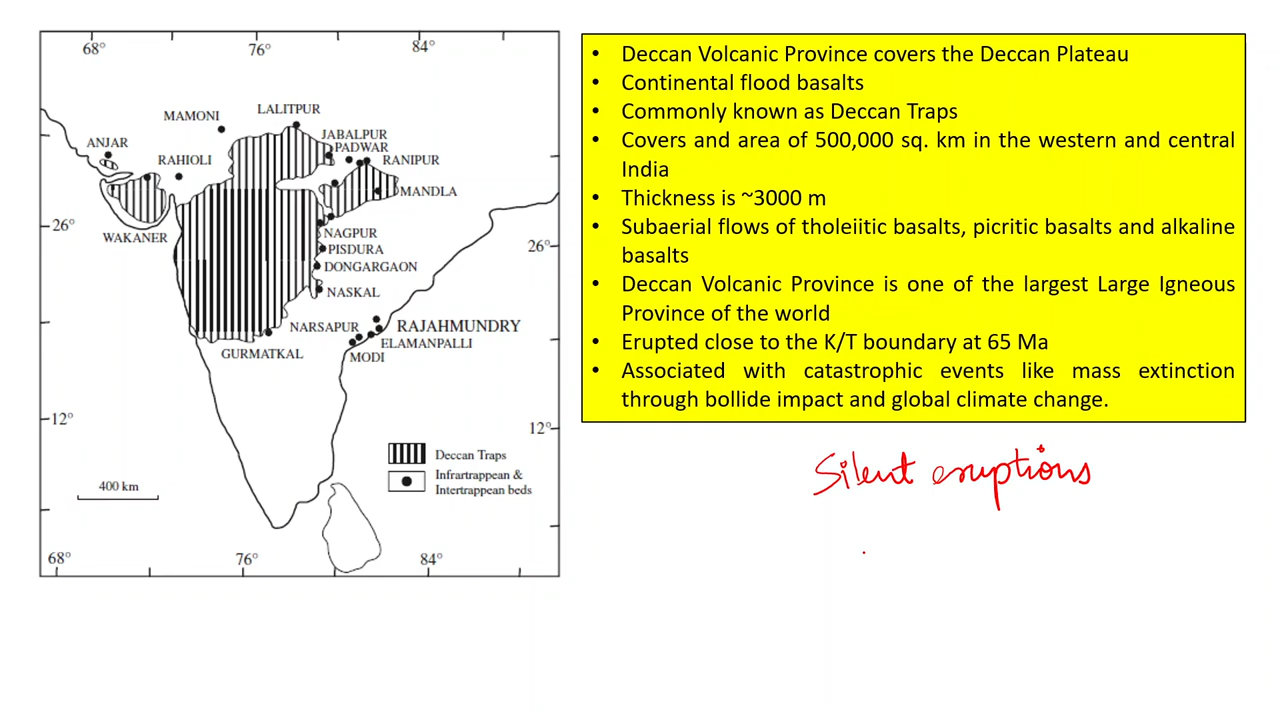 68° 76° 84°
MAMONI
LALITPUR
ANJAR
JABALPUR
PADWAR
RAHIOLI
RANIPUR
MANDLA
26°
WAKANER
NAGPUR
26°
PISDURA
DONGARGAON
NASKAL
NARSAPUR
RAJAHMUNDRY
ELAMANPALLI
GURMATKAL
MODI
12°
12°
Deccan Traps
Infrartrappean &
Intertrappean beds
400 km
68° 76° 84°
• Deccan Volcanic Province covers the Deccan Plateau
• Continental flood basalts
• Commonly known as Deccan Traps
• Covers and area of 500,000 sq. km in the western and central
India
• Thickness is ~3000 m
• Subaerial flows of tholeiitic basalts, picritic basalts and alkaline
basalts
• Deccan Volcanic Province is one of the largest Large Igneous
Province of the world
• Erupted close to the K/T boundary at 65 Ma
• Associated with catastrophic events like mass extinction
through bollide impact and global climate change.
Silent eruptions